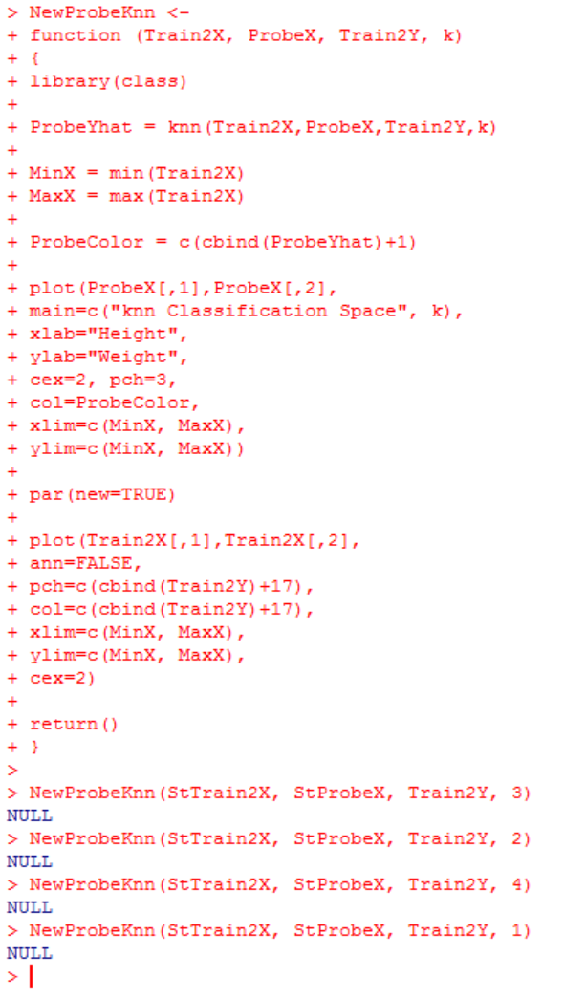 > NewProbeKnn <-
+ function (Train2X, ProbeX, Train2Y, k)
+ {
+ library(class)
+
+ ProbeYhat = knn(Train2X,ProbeX,Train2Y,k)
+
+ MinX = min(Train2X)
+ MaxX = max(Train2X)
+
+ ProbeColor = c(cbind(ProbeYhat)+1)
+
+ plot(ProbeX[,1],ProbeX[,2],
+ main=c("knn Classification Space", k),
+ xlab="Height",
+ ylab="Weight",
+ cex=2, pch=3,
+ col=ProbeColor,
+ xlim=c(MinX, MaxX),
+ ylim=c(MinX, MaxX))
+
+ par(new=TRUE)
+
+ plot(Train2X[,1],Train2X[,2],
+ ann=FALSE,
+ pch=c(cbind(Train2Y)+17),
+ col=c(cbind(Train2Y)+17),
+ xlim=c(MinX, MaxX),
+ ylim=c(MinX, MaxX),
+ cex=2)
+
+ return()
+ }
>
> NewProbeKnn(StTrain2X, StProbeX, Train2Y, 3)
NULL
> NewProbeKnn(StTrain2X, StProbeX, Train2Y, 2)
NULL
> NewProbeKnn(StTrain2X, StProbeX, Train2Y, 4)
NULL
> NewProbeKnn(StTrain2X, StProbeX, Train2Y, 1)
NULL
>